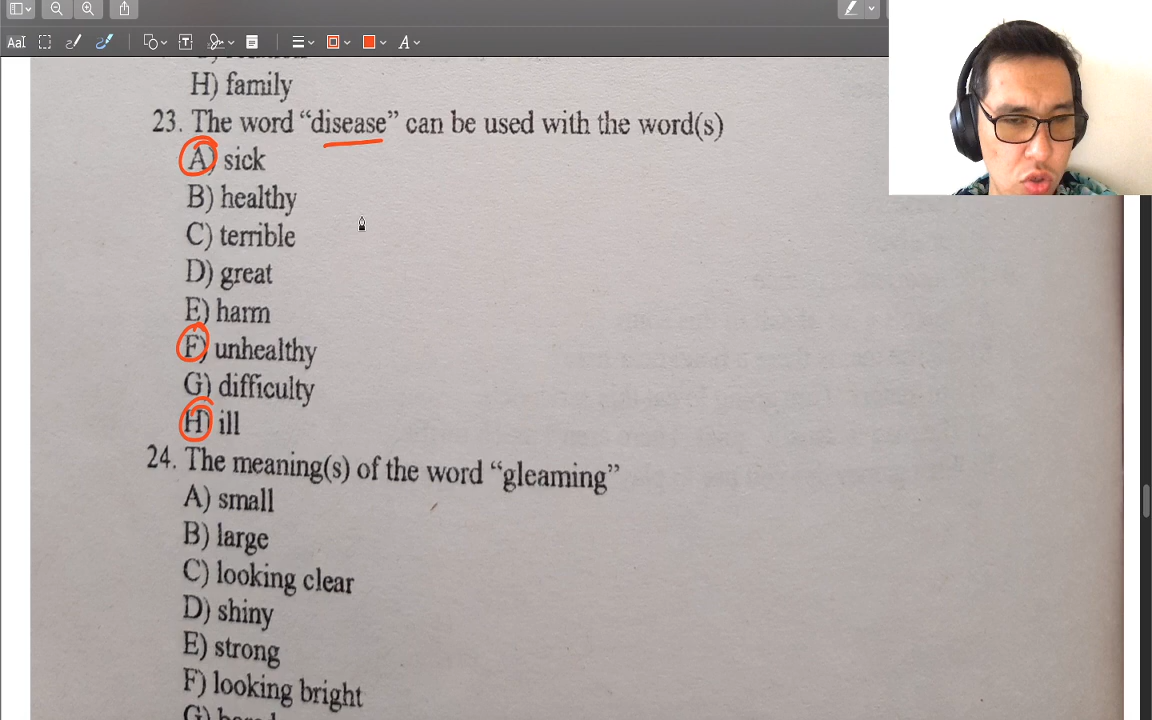 AaI
A
H) family
23. The word “disease” can be used with the word(s)
A) sick
B) healthy
C) terrible
D) great
E) harm
F) unhealthy
G) difficulty
H) ill
24. The meaning(s) of the word “gleaming”
A) small
B) large
C) looking clear
D) shiny
E) strong
F) looking bright